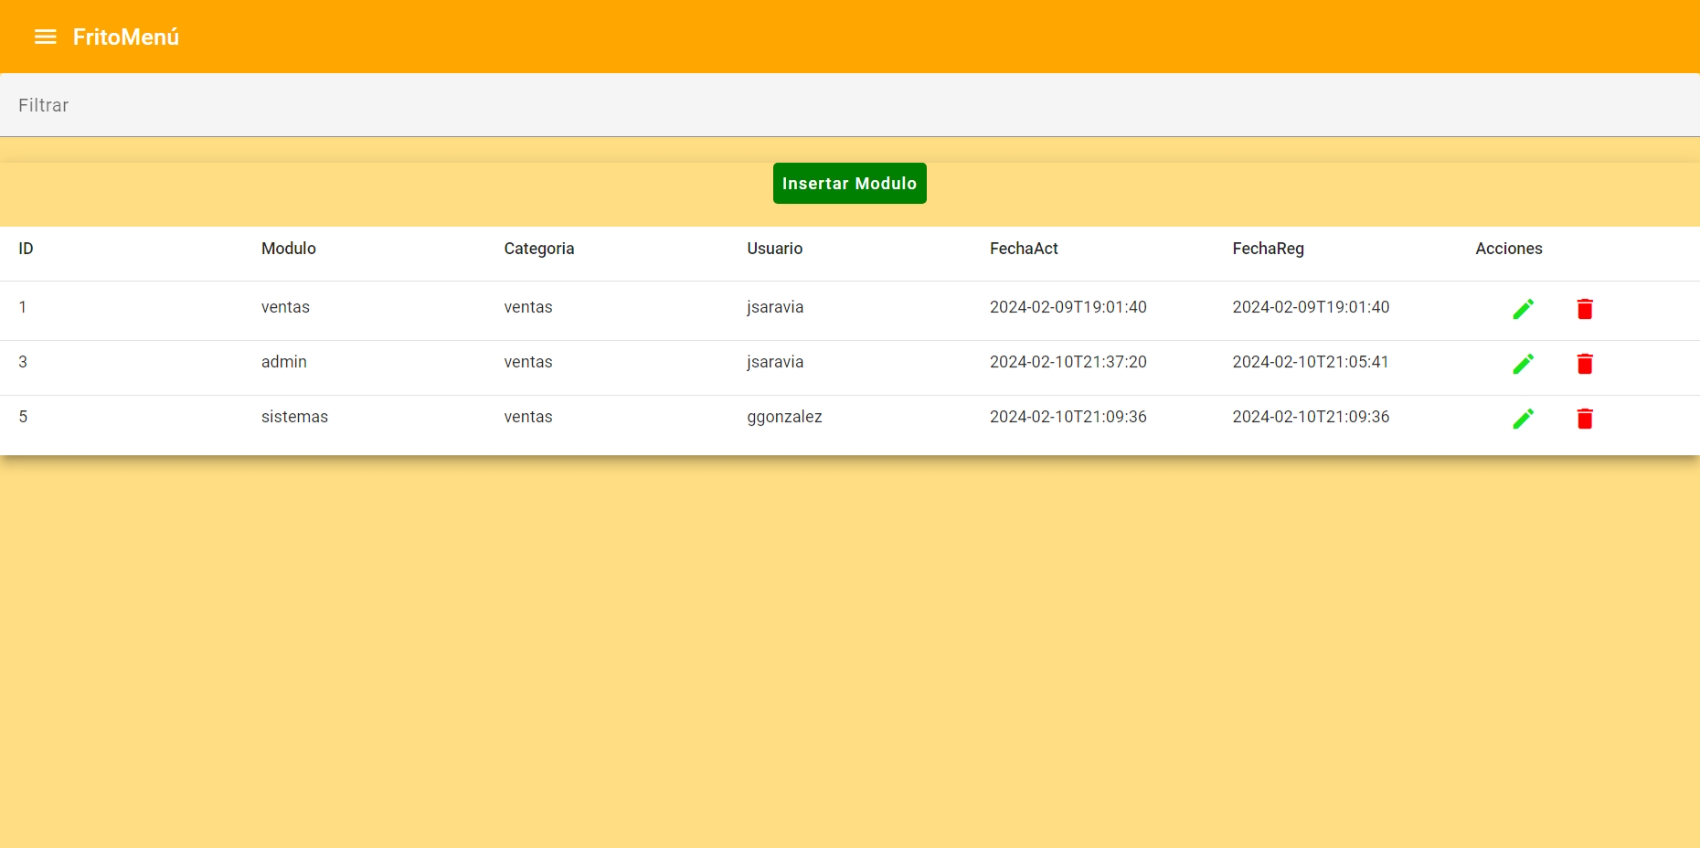 FritoMenú
Filtrar
Insertar Modulo
ID Modulo Categoria Usuario FechaAct FechaReg Acciones
1 ventas ventas jsaravia 2024-02-09T19:01:40 2024-02-09T19:01:40
3 admin ventas jsaravia 2024-02-10T21:37:20 2024-02-10T21:05:41
5 sistemas ventas ggonzalez 2024-02-10T21:09:36 2024-02-10T21:09:36